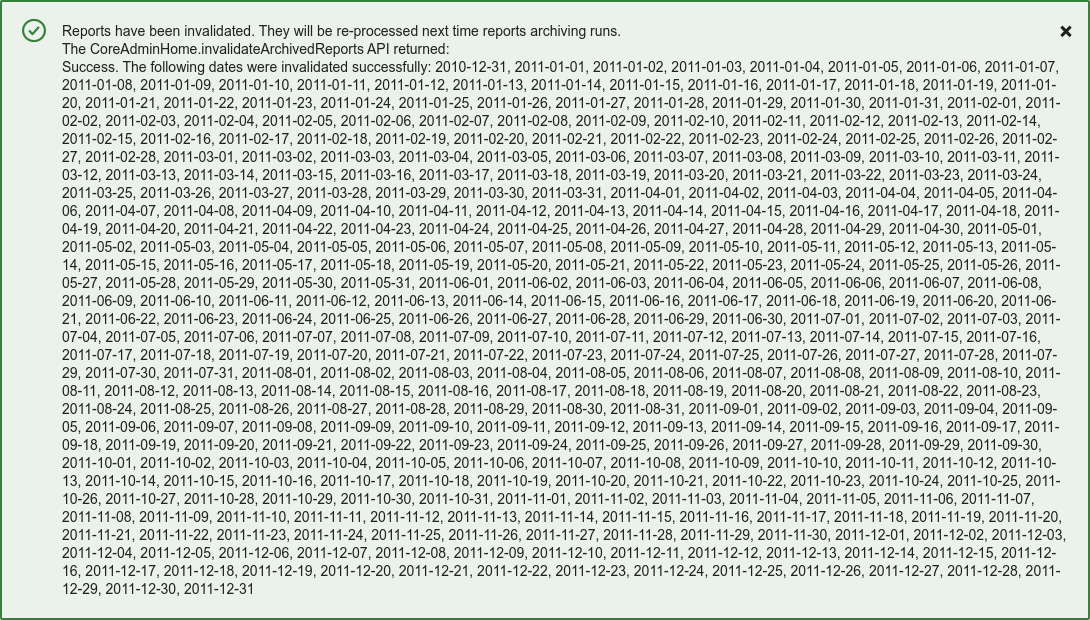 Reports have been invalidated. They will be re-processed next time reports archiving runs.
The CoreAdminHome.invalidateArchivedReports API returned:
Success. The following dates were invalidated successfully: 2010-12-31, 2011-01-01, 2011-01-02, 2011-01-03, 2011-01-04, 2011-01-05, 2011-01-06, 2011-01-07,
2011-01-08, 2011-01-09, 2011-01-10, 2011-01-11, 2011-01-12, 2011-01-13, 2011-01-14, 2011-01-15, 2011-01-16, 2011-01-17, 2011-01-18, 2011-01-19, 2011-01-
20, 2011-01-21, 2011-01-22, 2011-01-23, 2011-01-24, 2011-01-25, 2011-01-26, 2011-01-27, 2011-01-28, 2011-01-29, 2011-01-30, 2011-01-31, 2011-02-01, 2011-
02-02, 2011-02-03, 2011-02-04, 2011-02-05, 2011-02-06, 2011-02-07, 2011-02-08, 2011-02-09, 2011-02-10, 2011-02-11, 2011-02-12, 2011-02-13, 2011-02-14,
2011-02-15, 2011-02-16, 2011-02-17, 2011-02-18, 2011-02-19, 2011-02-20, 2011-02-21, 2011-02-22, 2011-02-23, 2011-02-24, 2011-02-25, 2011-02-26, 2011-02-
27, 2011-02-28, 2011-03-01, 2011-03-02, 2011-03-03, 2011-03-04, 2011-03-05, 2011-03-06, 2011-03-07, 2011-03-08, 2011-03-09, 2011-03-10, 2011-03-11, 2011-
03-12, 2011-03-13, 2011-03-14, 2011-03-15, 2011-03-16, 2011-03-17, 2011-03-18, 2011-03-19, 2011-03-20, 2011-03-21, 2011-03-22, 2011-03-23, 2011-03-24,
2011-03-25, 2011-03-26, 2011-03-27, 2011-03-28, 2011-03-29, 2011-03-30, 2011-03-31, 2011-04-01, 2011-04-02, 2011-04-03, 2011-04-04, 2011-04-05, 2011-04-
06, 2011-04-07, 2011-04-08, 2011-04-09, 2011-04-10, 2011-04-11, 2011-04-12, 2011-04-13, 2011-04-14, 2011-04-15, 2011-04-16, 2011-04-17, 2011-04-18, 2011-
04-19, 2011-04-20, 2011-04-21, 2011-04-22, 2011-04-23, 2011-04-24, 2011-04-25, 2011-04-26, 2011-04-27, 2011-04-28, 2011-04-29, 2011-04-30, 2011-05-01,
2011-05-02, 2011-05-03, 2011-05-04, 2011-05-05, 2011-05-06, 2011-05-07, 2011-05-08, 2011-05-09, 2011-05-10, 2011-05-11, 2011-05-12, 2011-05-13, 2011-05-
14, 2011-05-15, 2011-05-16, 2011-05-17, 2011-05-18, 2011-05-19, 2011-05-20, 2011-05-21, 2011-05-22, 2011-05-23, 2011-05-24, 2011-05-25, 2011-05-26, 2011-
05-27, 2011-05-28, 2011-05-29, 2011-05-30, 2011-05-31, 2011-06-01, 2011-06-02, 2011-06-03, 2011-06-04, 2011-06-05, 2011-06-06, 2011-06-07, 2011-06-08,
2011-06-09, 2011-06-10, 2011-06-11, 2011-06-12, 2011-06-13, 2011-06-14, 2011-06-15, 2011-06-16, 2011-06-17, 2011-06-18, 2011-06-19, 2011-06-20, 2011-06-
21, 2011-06-22, 2011-06-23, 2011-06-24, 2011-06-25, 2011-06-26, 2011-06-27, 2011-06-28, 2011-06-29, 2011-06-30, 2011-07-01, 2011-07-02, 2011-07-03, 2011-
07-04, 2011-07-05, 2011-07-06, 2011-07-07, 2011-07-08, 2011-07-09, 2011-07-10, 2011-07-11, 2011-07-12, 2011-07-13, 2011-07-14, 2011-07-15, 2011-07-16,
2011-07-17, 2011-07-18, 2011-07-19, 2011-07-20, 2011-07-21, 2011-07-22, 2011-07-23, 2011-07-24, 2011-07-25, 2011-07-26, 2011-07-27, 2011-07-28, 2011-07-
29, 2011-07-30, 2011-07-31, 2011-08-01, 2011-08-02, 2011-08-03, 2011-08-04, 2011-08-05, 2011-08-06, 2011-08-07, 2011-08-08, 2011-08-09, 2011-08-10, 2011-
08-11, 2011-08-12, 2011-08-13, 2011-08-14, 2011-08-15, 2011-08-16, 2011-08-17, 2011-08-18, 2011-08-19, 2011-08-20, 2011-08-21, 2011-08-22, 2011-08-23,
2011-08-24, 2011-08-25, 2011-08-26, 2011-08-27, 2011-08-28, 2011-08-29, 2011-08-30, 2011-08-31, 2011-09-01, 2011-09-02, 2011-09-03, 2011-09-04, 2011-09-
05, 2011-09-06, 2011-09-07, 2011-09-08, 2011-09-09, 2011-09-10, 2011-09-11, 2011-09-12, 2011-09-13, 2011-09-14, 2011-09-15, 2011-09-16, 2011-09-17, 2011-
09-18, 2011-09-19, 2011-09-20, 2011-09-21, 2011-09-22, 2011-09-23, 2011-09-24, 2011-09-25, 2011-09-26, 2011-09-27, 2011-09-28, 2011-09-29, 2011-09-30,
2011-10-01, 2011-10-02, 2011-10-03, 2011-10-04, 2011-10-05, 2011-10-06, 2011-10-07, 2011-10-08, 2011-10-09, 2011-10-10, 2011-10-11, 2011-10-12, 2011-10-
13, 2011-10-14, 2011-10-15, 2011-10-16, 2011-10-17, 2011-10-18, 2011-10-19, 2011-10-20, 2011-10-21, 2011-10-22, 2011-10-23, 2011-10-24, 2011-10-25, 2011-
10-26, 2011-10-27, 2011-10-28, 2011-10-29, 2011-10-30, 2011-10-31, 2011-11-01, 2011-11-02, 2011-11-03, 2011-11-04, 2011-11-05, 2011-11-06, 2011-11-07,
2011-11-08, 2011-11-09, 2011-11-10, 2011-11-11, 2011-11-12, 2011-11-13, 2011-11-14, 2011-11-15, 2011-11-16, 2011-11-17, 2011-11-18, 2011-11-19, 2011-11-20,
2011-11-21, 2011-11-22, 2011-11-23, 2011-11-24, 2011-11-25, 2011-11-26, 2011-11-27, 2011-11-28, 2011-11-29, 2011-11-30, 2011-12-01, 2011-12-02, 2011-12-03,
2011-12-04, 2011-12-05, 2011-12-06, 2011-12-07, 2011-12-08, 2011-12-09, 2011-12-10, 2011-12-11, 2011-12-12, 2011-12-13, 2011-12-14, 2011-12-15, 2011-12-
16, 2011-12-17, 2011-12-18, 2011-12-19, 2011-12-20, 2011-12-21, 2011-12-22, 2011-12-23, 2011-12-24, 2011-12-25, 2011-12-26, 2011-12-27, 2011-12-28, 2011-
12-29, 2011-12-30, 2011-12-31